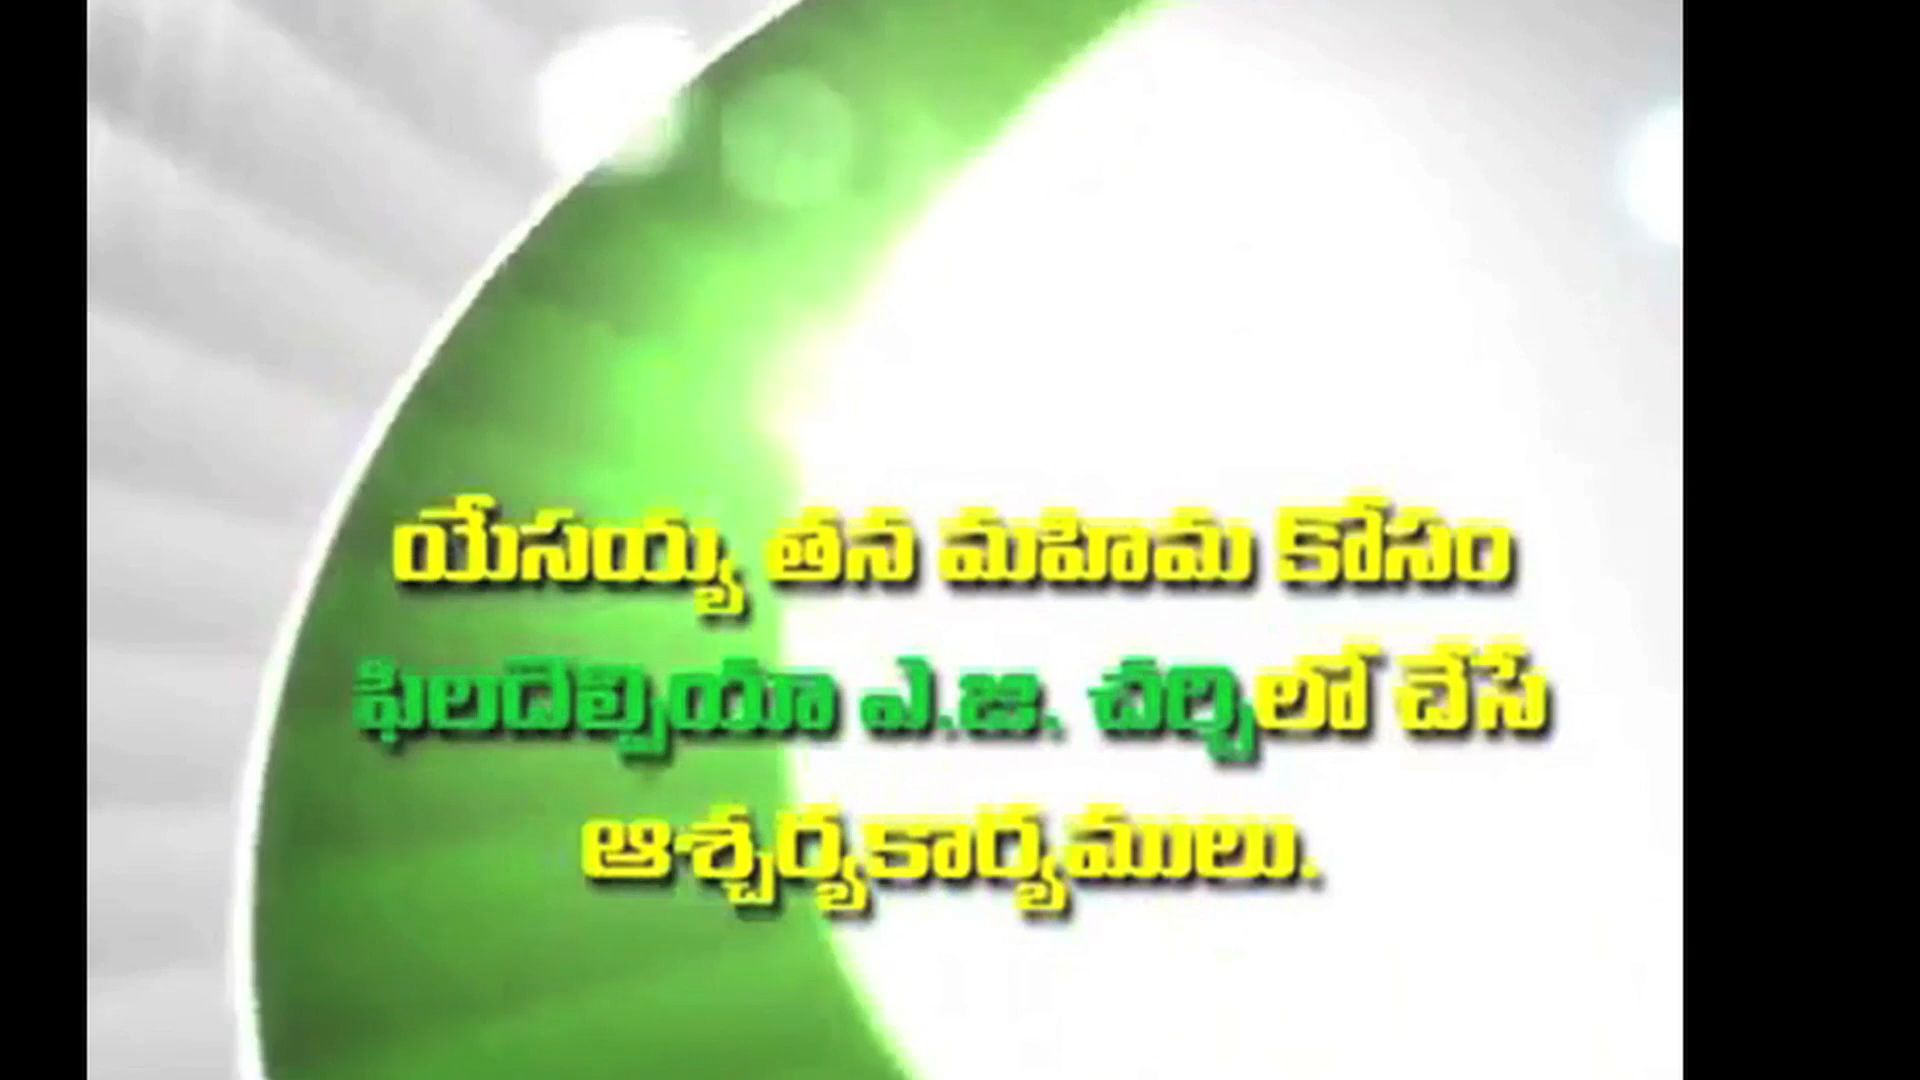 యేసయ్య తన మహిమ కోసం
ఫిలదెల్ఫియా ఎ.జి. చర్చిలో చేసే
ఆశ్చర్యకార్యములు.